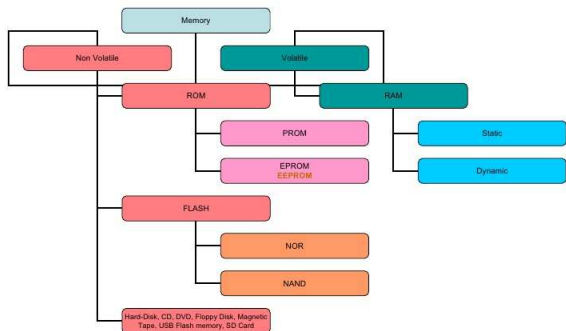 Memory
Non Volatile
Volatile
ROM
RAM
PROM
Static
EPROM
EEPROM
Dynamic
FLASH
NOR
NAND
Hard-Disk, CD, DVD, Floppy Disk, Magnetic
Tape, USB Flash memory, SD Card